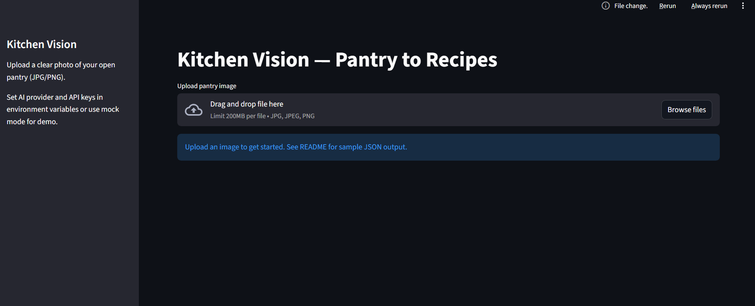 File change. Rerun Always rerun
Kitchen Vision
Upload a clear photo of your open
pantry (JPG/PNG).
Set AI provider and API keys in
environment variables or use mock
mode for demo.
Kitchen Vision — Pantry to Recipes
Upload pantry image
Drag and drop file here
Limit 200MB per file • JPG, JPEG, PNG
Browse files
Upload an image to get started. See README for sample JSON output.